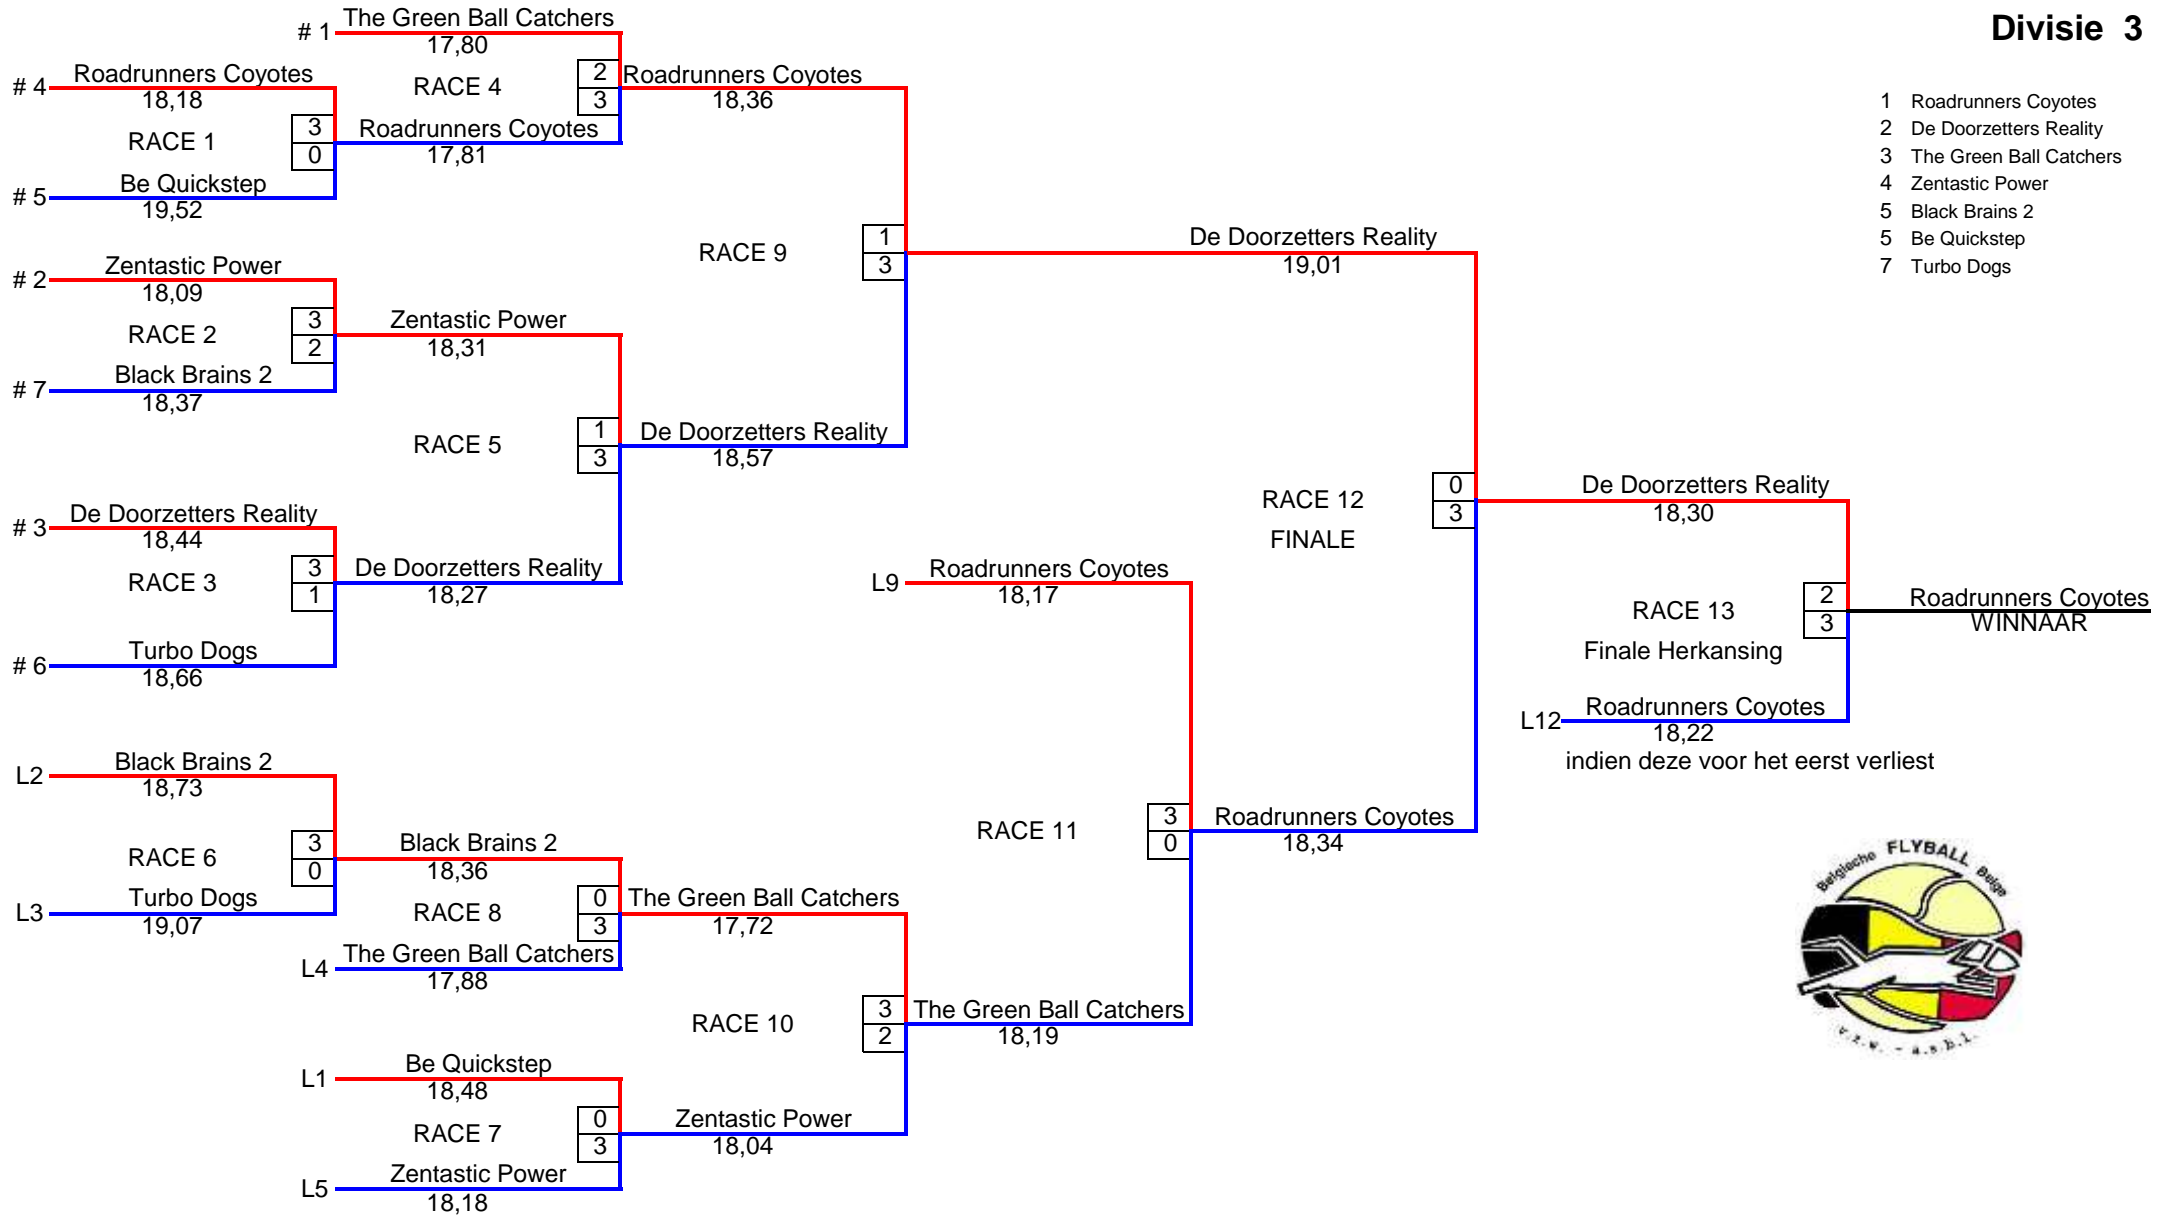 Divisie 3
1 Roadrunners Coyotes
2 De Doorzetters Reality
3 The Green Ball Catchers
4 Zentastic Power
5 Black Brains 2
5 Be Quickstep
7 Turbo Dogs
# 1 The Green Ball Catchers
17,80
RACE 4
2
3
# 4 Roadrunners Coyotes
18,18
RACE 1
3
0
Roadrunners Coyotes
17,81
# 5 Be Quickstep
19,52
Roadrunners Coyotes
18,36
# 2 Zentastic Power
18,09
RACE 2
3
2
# 7 Black Brains 2
18,37
Zentastic Power
18,31
RACE 5
1
3
# 3 De Doorzetters Reality
18,44
RACE 3
3
1
# 6 Turbo Dogs
18,66
De Doorzetters Reality
18,27
De Doorzetters Reality
18,57
RACE 9
1
3
De Doorzetters Reality
19,01
RACE 12
FINALE
0
3
L2 Black Brains 2
18,73
RACE 6
3
0
L3 Turbo Dogs
19,07
Black Brains 2
18,36
RACE 8
0
3
L4 The Green Ball Catchers
17,88
The Green Ball Catchers
17,72
RACE 10
3
2
L1 Be Quickstep
18,48
RACE 7
0
3
L5 Zentastic Power
18,18
Zentastic Power
18,04
L9 Roadrunners Coyotes
18,17
RACE 11
3
0
The Green Ball Catchers
18,19
Roadrunners Coyotes
18,34
De Doorzetters Reality
18,30
RACE 13
Finale Herkansing
2
3
L12 Roadrunners Coyotes
18,22
indien deze voor het eerst verliest
Roadrunners Coyotes
WINNAAR
Belgische FLYBALL Belge
v.z.w. - a.s.b.l.